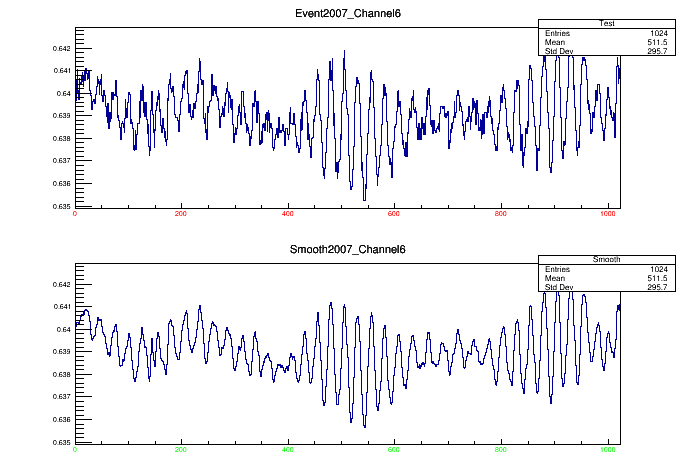 Event2007_Channel6
Test
Entries 1024
Mean 511.5
Std Dev 295.7
0.642
0.641
0.64
0.639
0.638
0.637
0.636
0.635
0 200 400 600 800 1000
Smooth2007_Channel6
Smooth
Entries 1024
Mean 511.5
Std Dev 295.7
0.642
0.641
0.64
0.639
0.638
0.637
0.636
0.635
0 200 400 600 800 1000